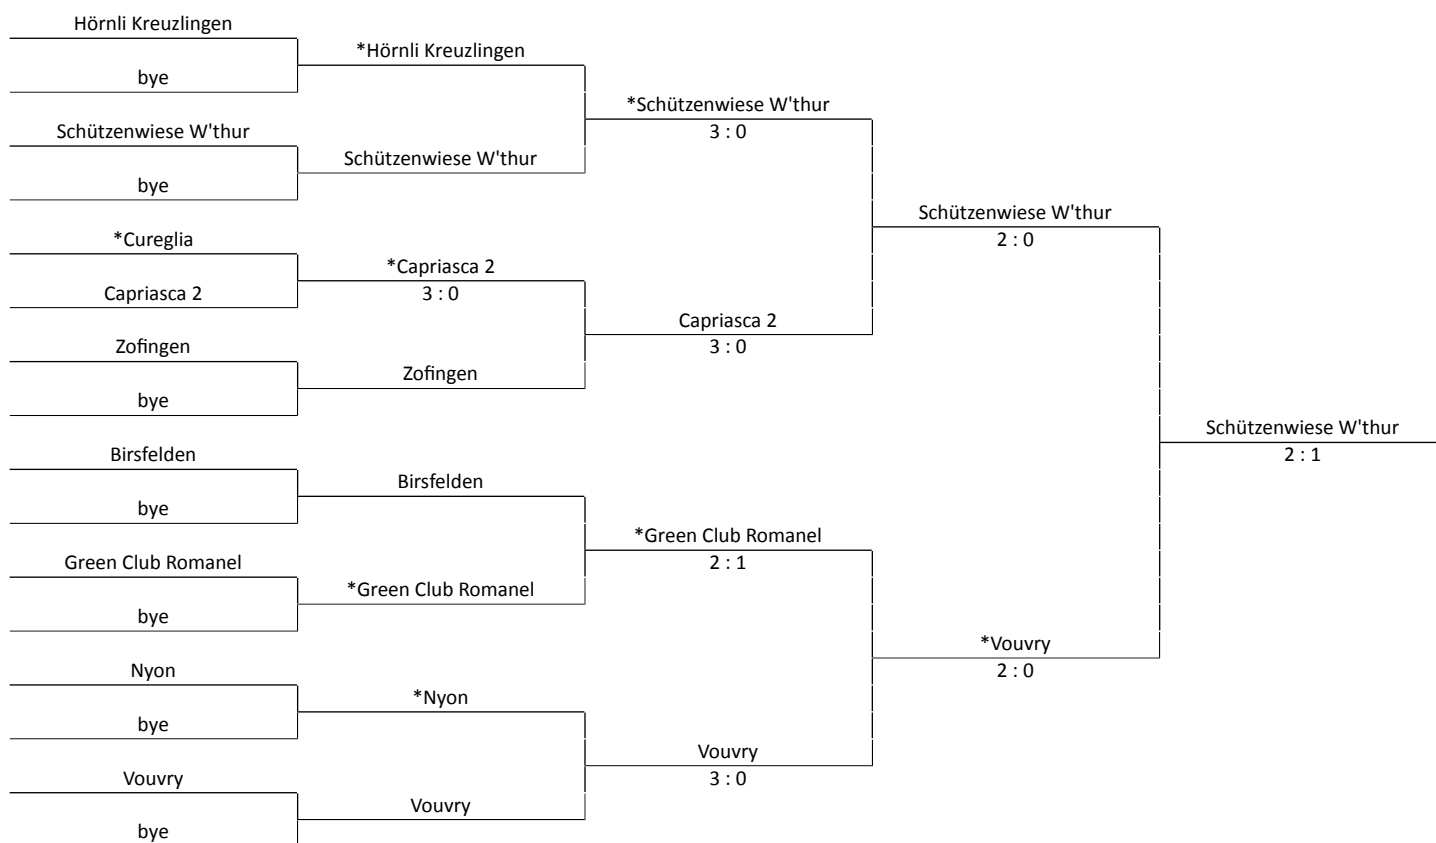 Hörnli Kreuzlingen
*Hörnli Kreuzlingen
bye
*Schützenwiese W'thur
3 : 0
Schützenwiese W'thur
Schützenwiese W'thur
bye
Schützenwiese W'thur
2 : 0
*Cureglia
*Capriasca 2
3 : 0
Capriasca 2
Capriasca 2
3 : 0
Zofingen
Zofingen
bye
Schützenwiese W'thur
2 : 1
Birsfelden
Birsfelden
bye
*Green Club Romanel
2 : 1
Green Club Romanel
*Green Club Romanel
bye
*Vouvry
2 : 0
Nyon
*Nyon
bye
Vouvry
3 : 0
Vouvry
Vouvry
bye